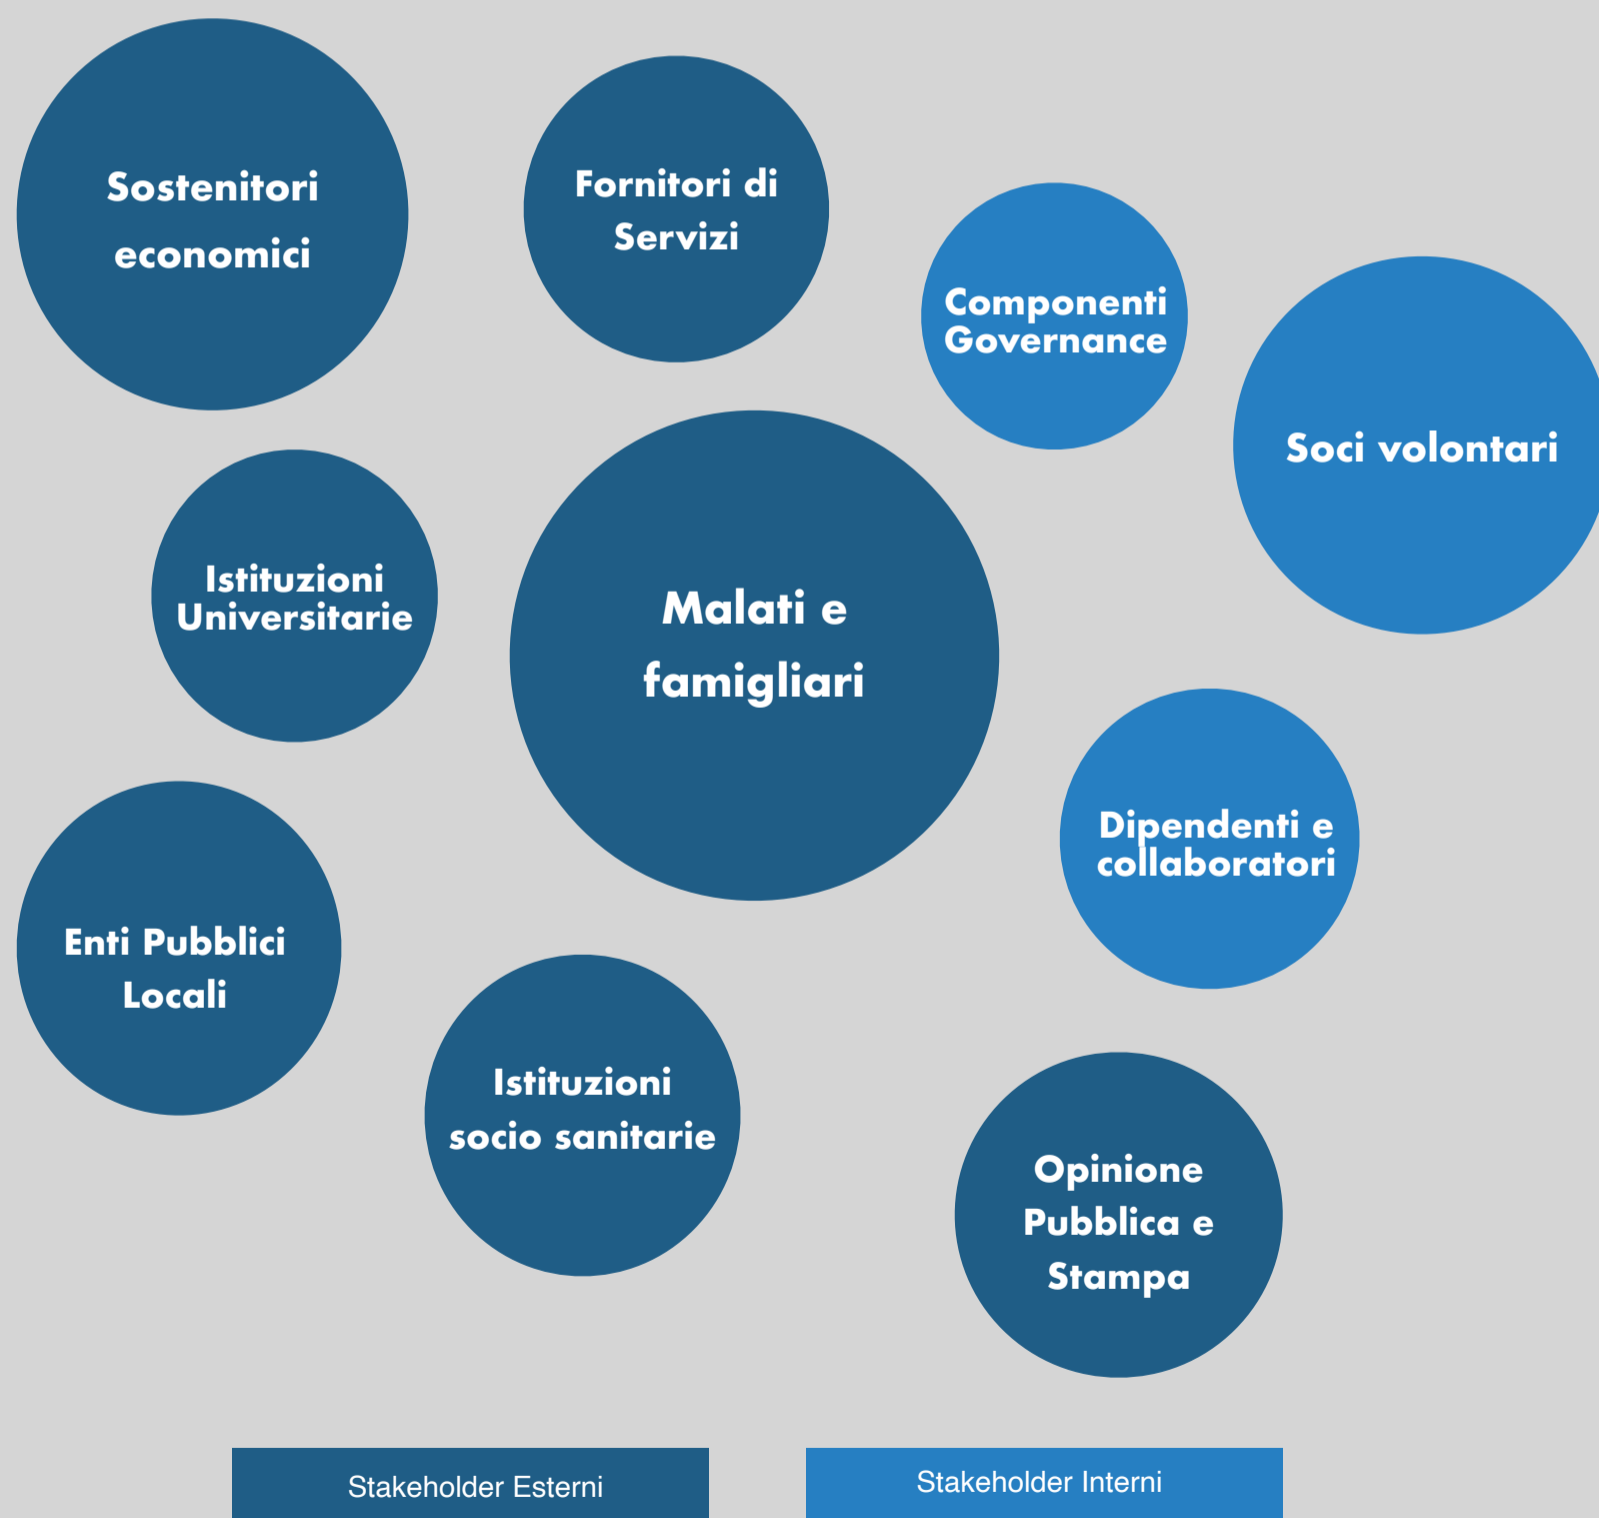 Sostenitori
economici
Fornitori di
Servizi
Componenti
Governance
Soci volontari
Istituzioni
Universitarie
Malati e
famigliari
Dipendenti e
collaboratori
Enti Pubblici
Locali
Istituzioni
socio sanitarie
Opinione
Pubblica e
Stampa
Stakeholder Esterni
Stakeholder Interni